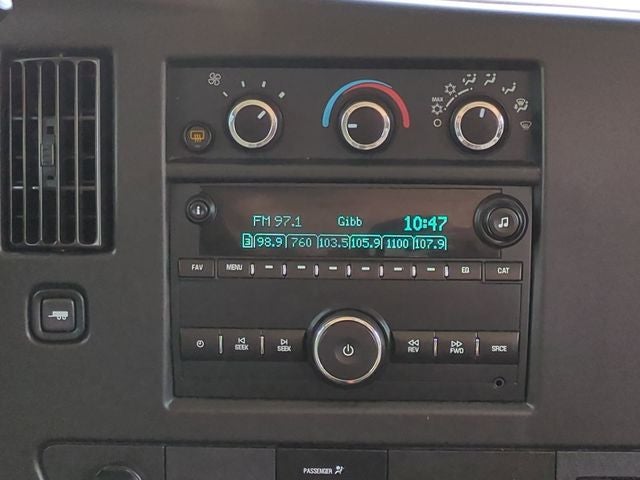 MAX
FM 97.1 Gibb 10:47
3 98.9 760 103.5 105.9 1100 107.9
FAV MENU EQ CAT
SEEK SEEK REV FWD SRCE
PASSENGER